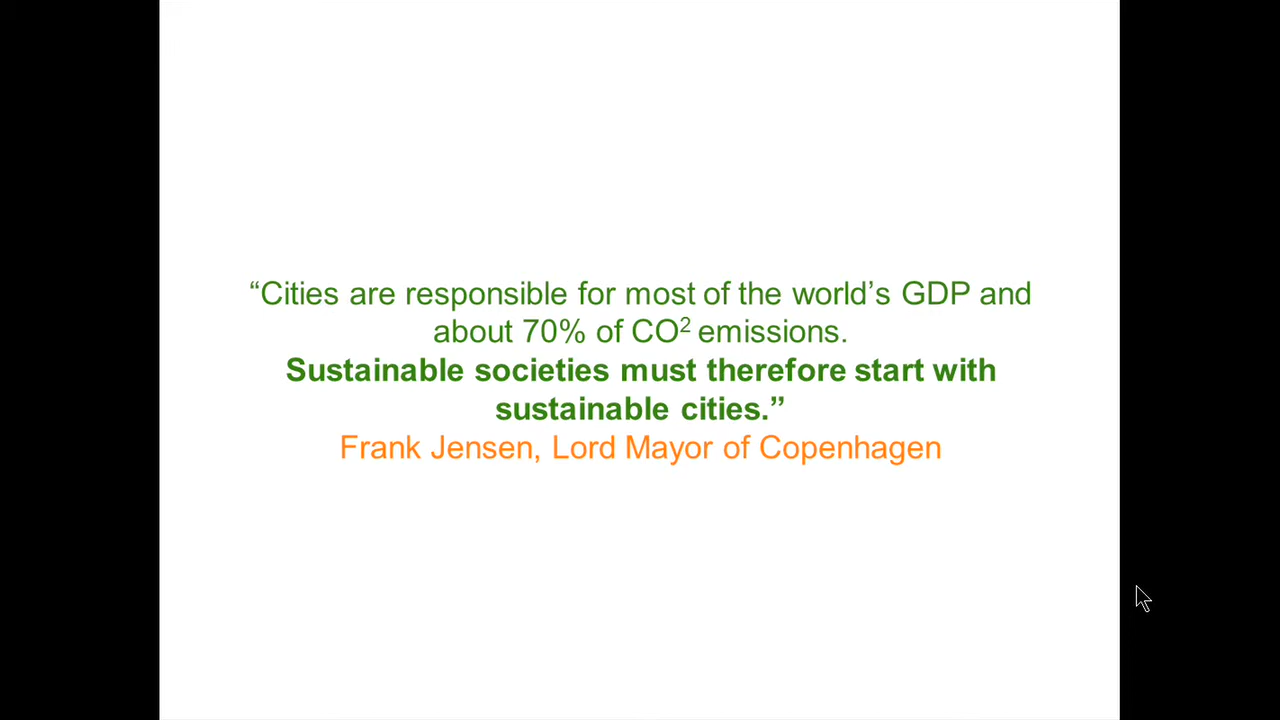 “Cities are responsible for most of the world’s GDP and
about 70% of CO² emissions.
Sustainable societies must therefore start with
sustainable cities.”
Frank Jensen, Lord Mayor of Copenhagen